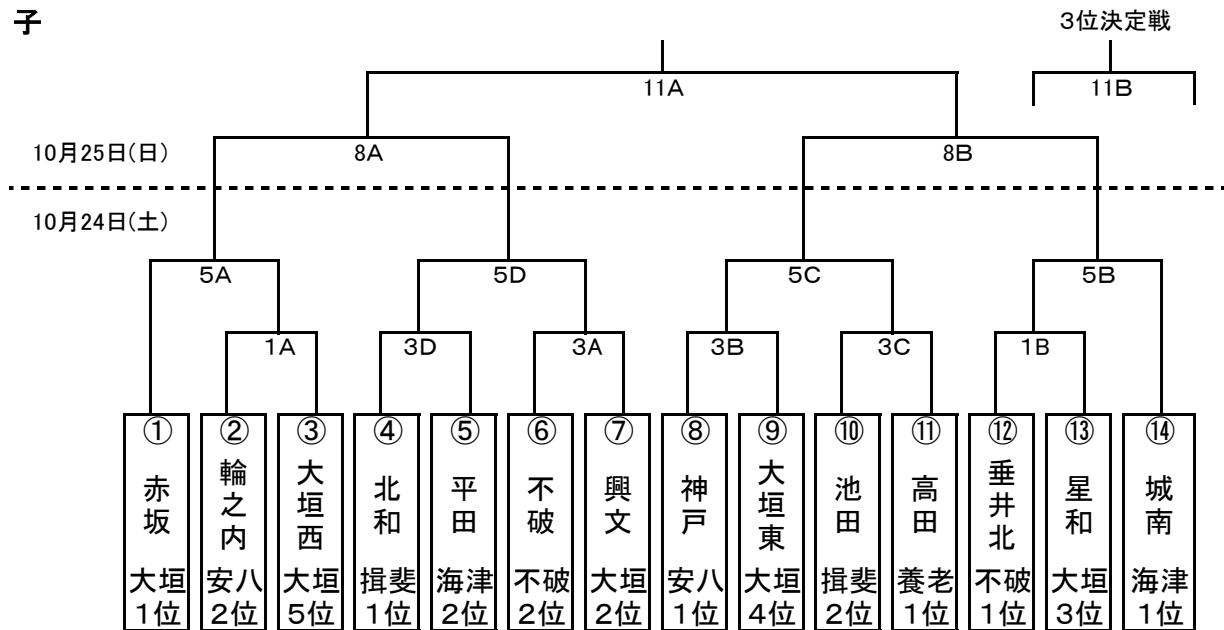 子
3位決定戦
11A
11B
10月25日(日)
8A
8B
10月24日(土)
5A
5D
5C
5B
1A
3D
3A
3B
3C
1B
①
赤坂
大垣
1位
②
輪之内
安八
2位
③
大垣西
大垣
5位
④
北和
揖斐
1位
⑤
平田
海津
2位
⑥
不破
不破
2位
⑦
興文
大垣
2位
⑧
神戸
安八
1位
⑨
大垣東
大垣
4位
⑩
池田
揖斐
2位
⑪
高田
養老
1位
⑫
垂井北
不破
1位
⑬
星和
大垣
3位
⑭
城南
海津
1位